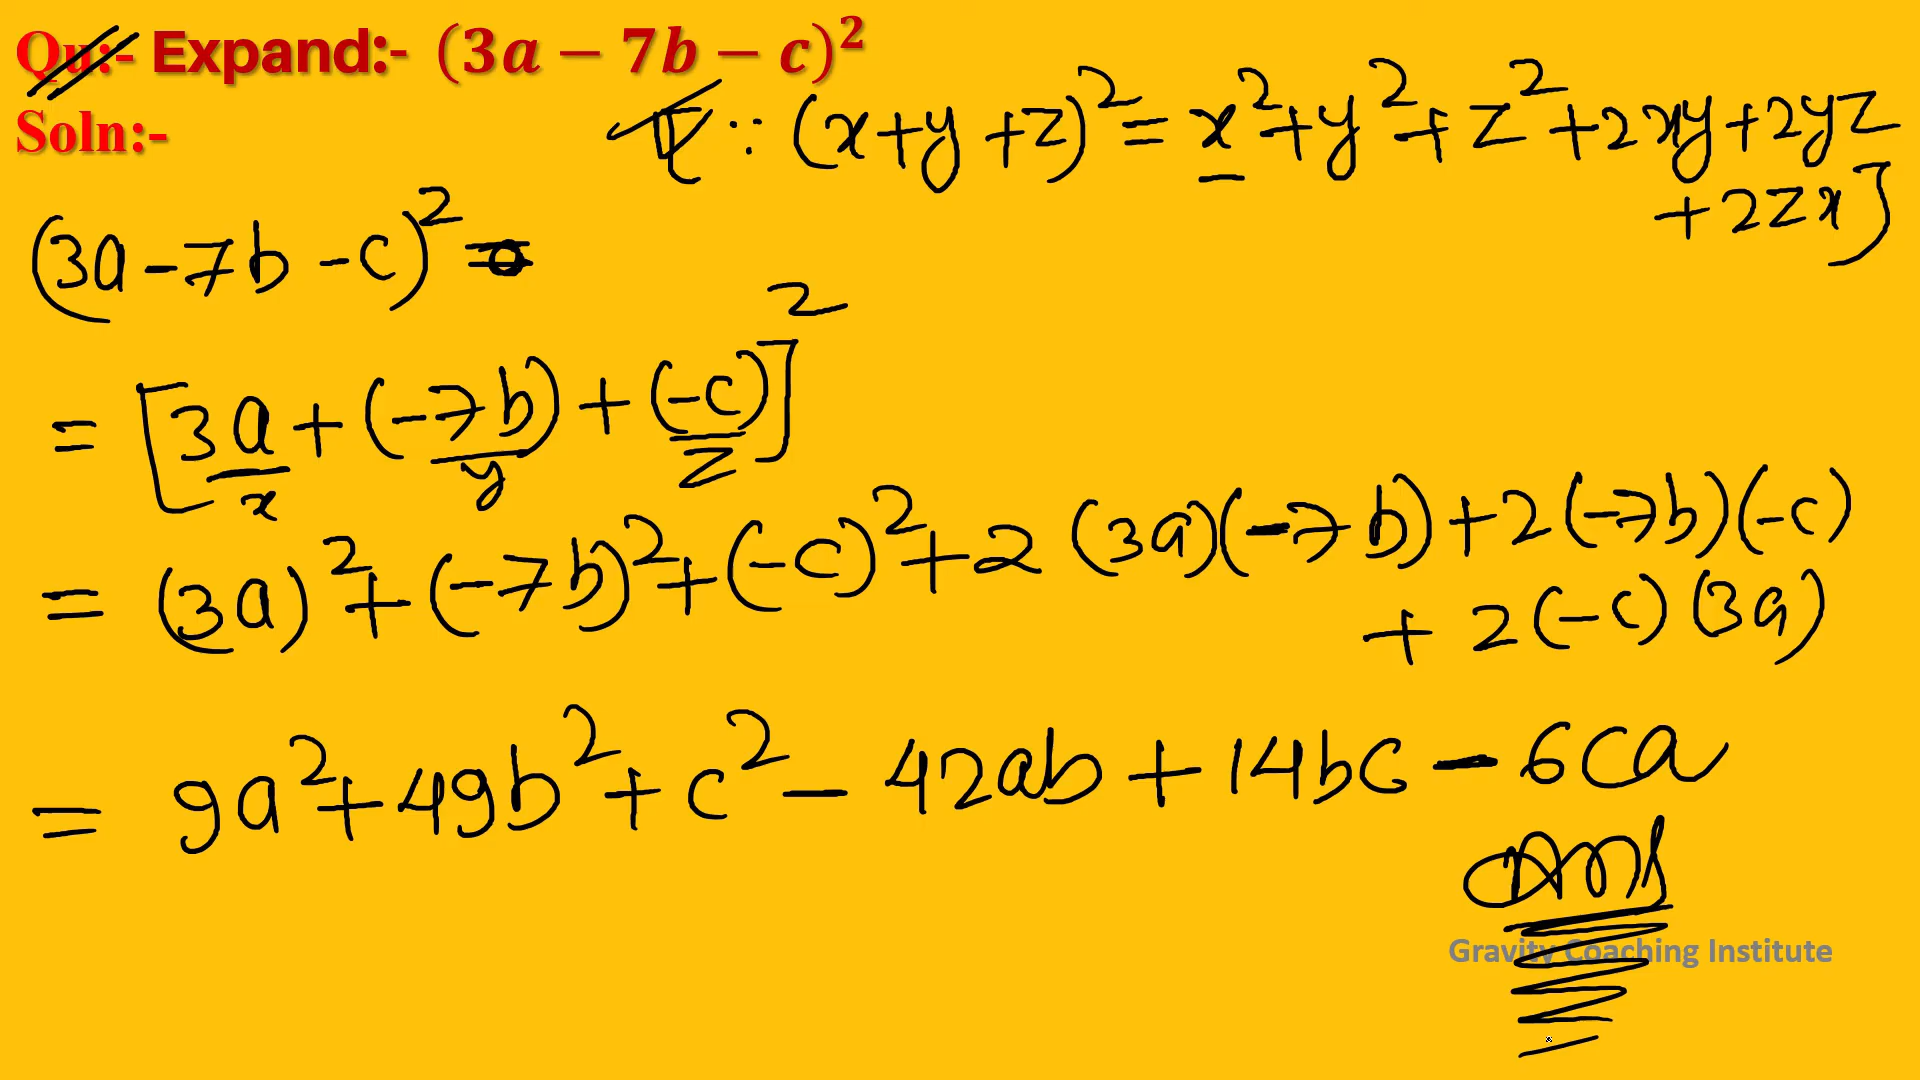 Qu:- Expand:- (3a − 7b − c)²
Soln:-
[∵ (x+y+z)² = x²+y²+z²+2xy+2yz
+2zx]
(3a-7b-c)² =
= [3a+(-7b)+(-c)]²
x y z
= (3a)²+(-7b)²+(-c)²+2(3a)(-7b)+2(-7b)(-c)
+2(-c)(3a)
= 9a²+49b²+c²-42ab+14bc-6ca
Ans
Gravity Coaching Institute